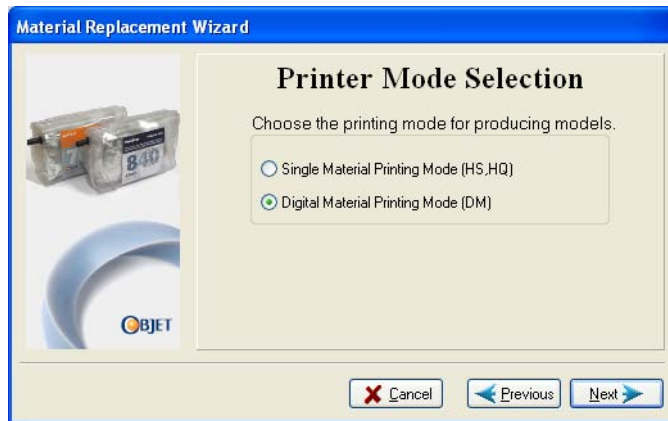 Material Replacement Wizard
Printer Mode Selection
Choose the printing mode for producing models.
Single Material Printing Mode (HS,HQ)
Digital Material Printing Mode (DM)
840
OBJET
Cancel
Previous
Next